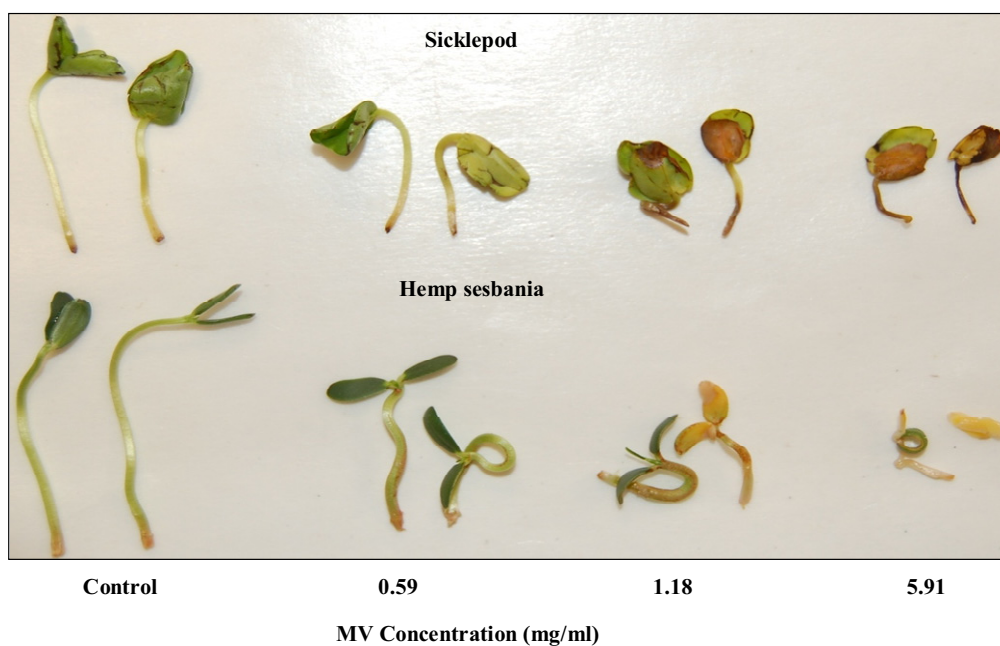 Sicklepod
Hemp sesbania
Control 0.59 1.18 5.91
MV Concentration (mg/ml)